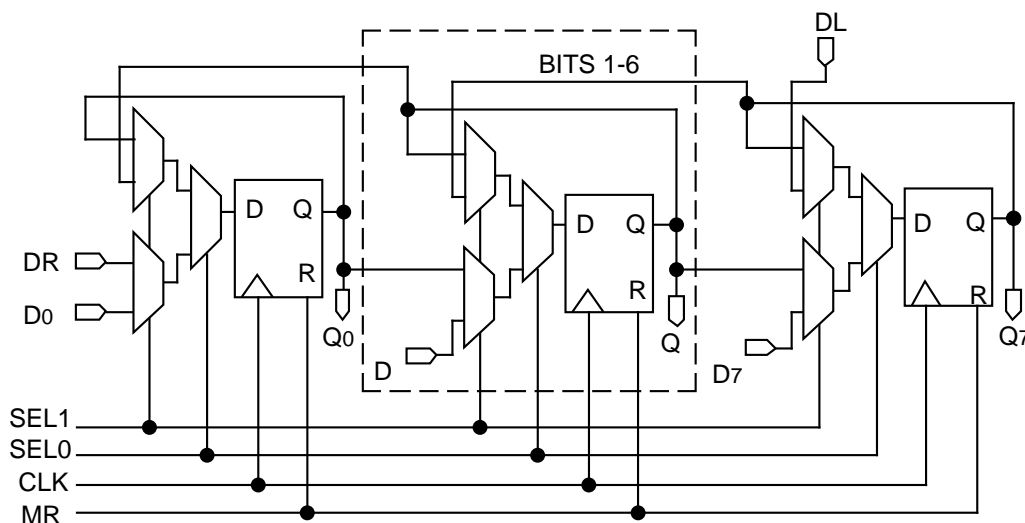 DL
BITS 1-6
D Q
R
D Q
R
D Q
R
DR
D0
Q0
D
Q
D7
Q7
SEL1
SEL0
CLK
MR